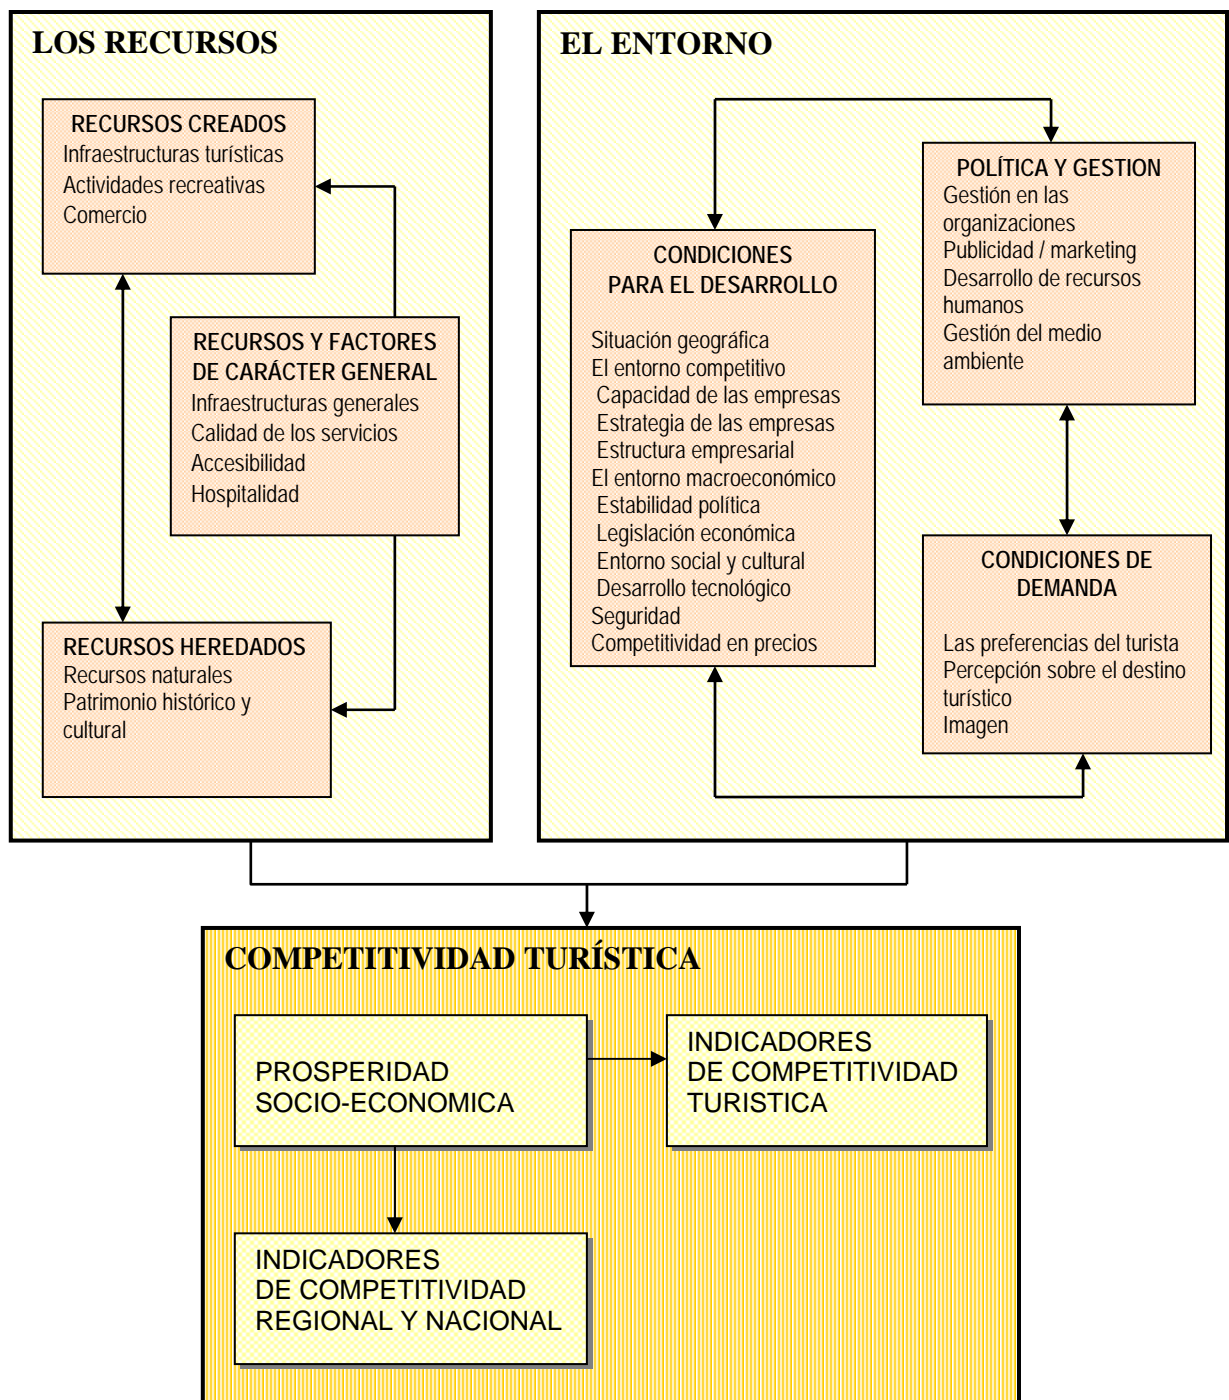 LOS RECURSOS
RECURSOS CREADOS
Infraestructuras turísticas
Actividades recreativas
Comercio
RECURSOS Y FACTORES
DE CARÁCTER GENERAL
Infraestructuras generales
Calidad de los servicios
Accesibilidad
Hospitalidad
RECURSOS HEREDADOS
Recursos naturales
Patrimonio histórico y
cultural
EL ENTORNO
CONDICIONES
PARA EL DESARROLLO
Situación geográfica
El entorno competitivo
Capacidad de las empresas
Estrategia de las empresas
Estructura empresarial
El entorno macroeconómico
Estabilidad política
Legislación económica
Entorno social y cultural
Desarrollo tecnológico
Seguridad
Competitividad en precios
POLÍTICA Y GESTION
Gestión en las
organizaciones
Publicidad / marketing
Desarrollo de recursos
humanos
Gestión del medio
ambiente
CONDICIONES DE
DEMANDA
Las preferencias del turista
Percepción sobre el destino
turístico
Imagen
COMPETITIVIDAD TURÍSTICA
PROSPERIDAD
SOCIO-ECONOMICA
INDICADORES
DE COMPETITIVIDAD
TURISTICA
INDICADORES
DE COMPETITIVIDAD
REGIONAL Y NACIONAL